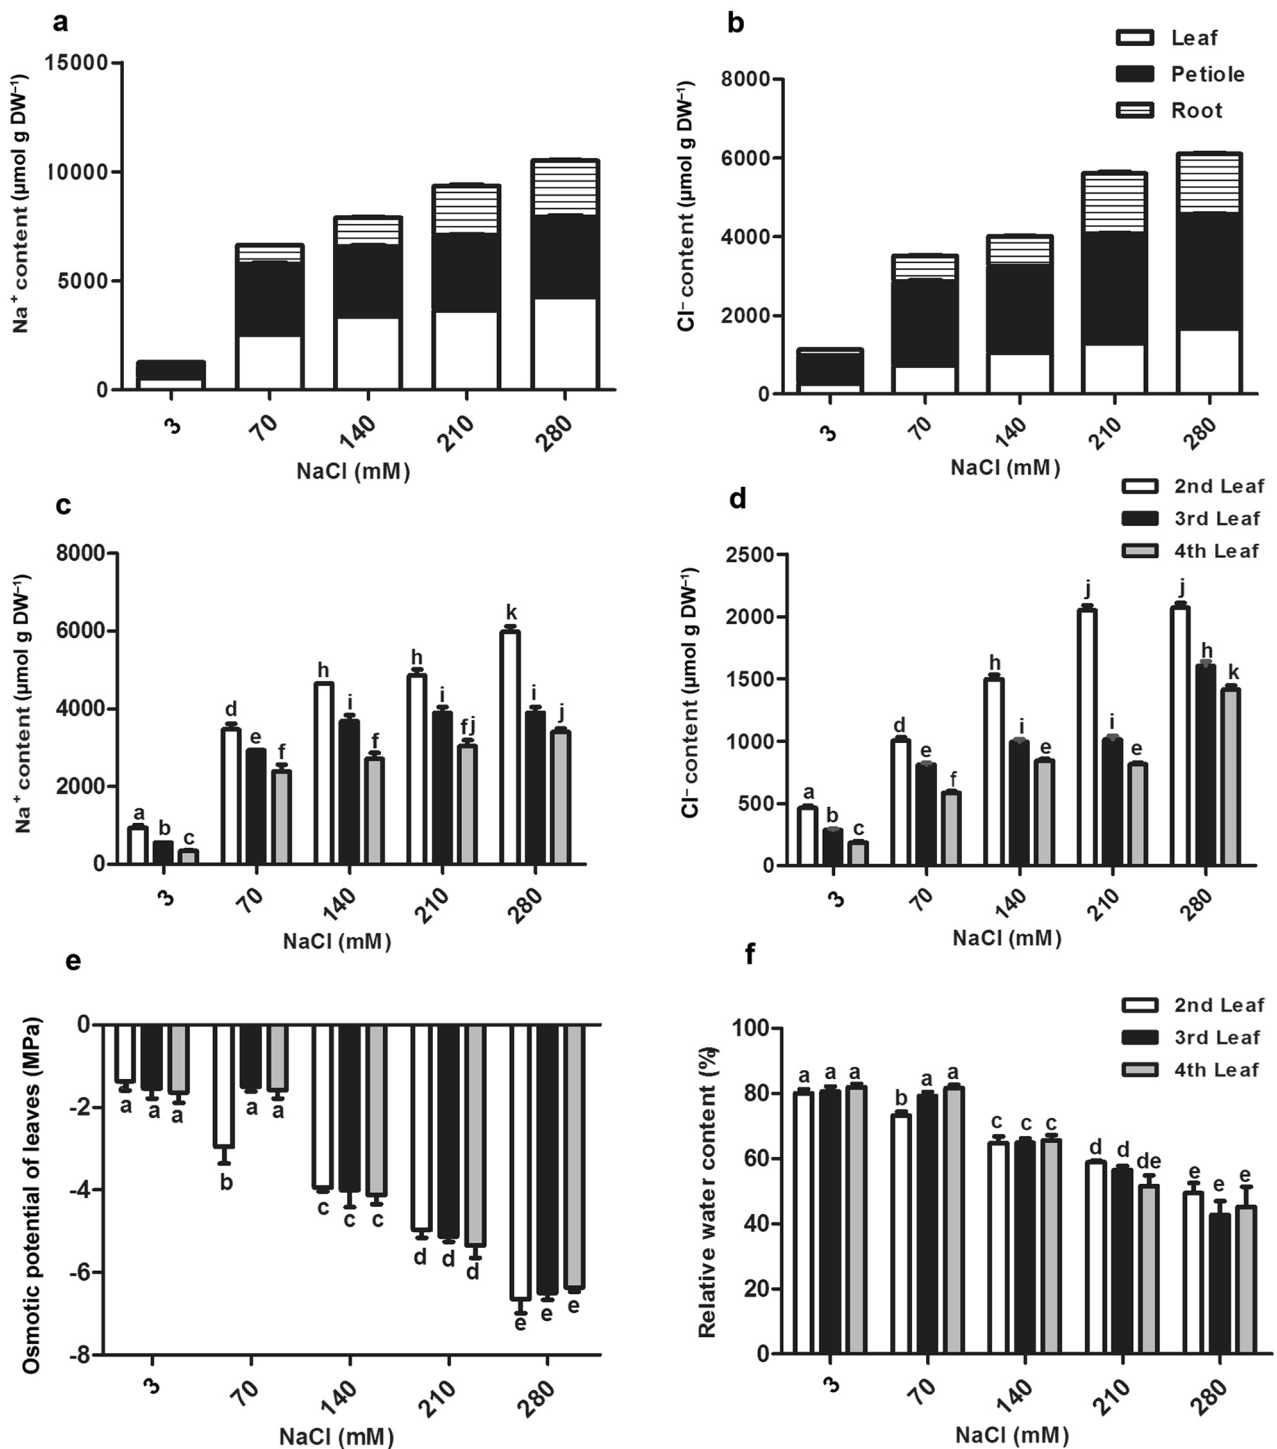 a
Na⁺ content (µmol g DW⁻¹)
15000
10000
5000
0
3 70 140 210 280
NaCl (mM)
b
Leaf
Petiole
Root
Cl⁻ content (µmol g DW⁻¹)
8000
6000
4000
2000
0
3 70 140 210 280
NaCl (mM)
c
Na⁺ content (µmol g DW⁻¹)
8000
6000
4000
2000
0
a b c
d e f
h i f
h i fj
k i j
3 70 140 210 280
NaCl (mM)
d
2nd Leaf
3rd Leaf
4th Leaf
Cl⁻ content (µmol g DW⁻¹)
2500
2000
1500
1000
500
0
a b c
d e f
h i e
j i e
j h k
3 70 140 210 280
NaCl (mM)
e
Osmotic potential of leaves (MPa)
0
-2
-4
-6
-8
a a a
b a a
c c c
d d d
e e e
3 70 140 210 280
NaCl (mM)
f
2nd Leaf
3rd Leaf
4th Leaf
Relative water content (%)
100
80
60
40
20
0
a a a
b a a
c c c
d d de
e e e
3 70 140 210 280
NaCl (mM)